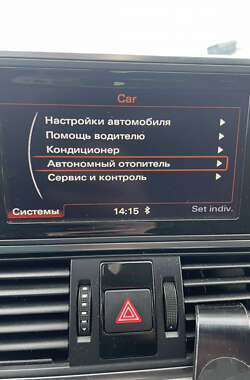 Car
Настройки автомобиля
Помощь водителю
Кондиционер
Автономный отопитель
Сервис и контроль
Системы 14:15 Set indiv.